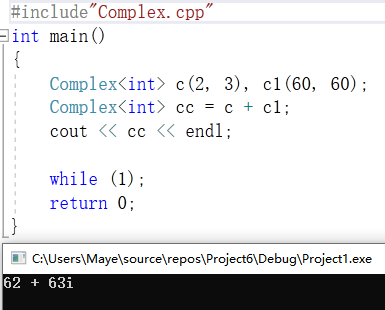 #include"Complex.cpp"
int main()
{
Complex<int> c(2, 3), c1(60, 60);
Complex<int> cc = c + c1;
cout << cc << endl;
while (1);
return 0;
}
C:\Users\Maye\source\repos\Project6\Debug\Project1.exe
62 + 63i